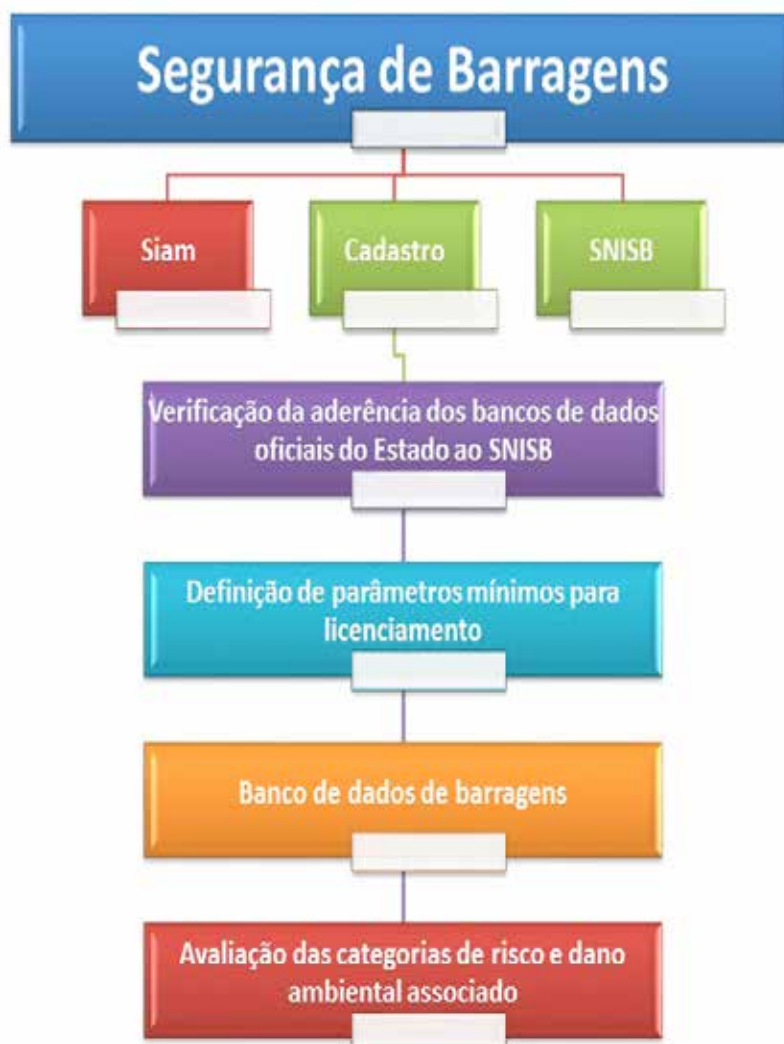 Segurança de Barragens
Siam
Cadastro
SNISB
Verificação da aderência dos bancos de dados
oficiais do Estado ao SNISB
Definição de parâmetros mínimos para
licenciamento
Banco de dados de barragens
Avaliação das categorias de risco e dano
ambiental associado